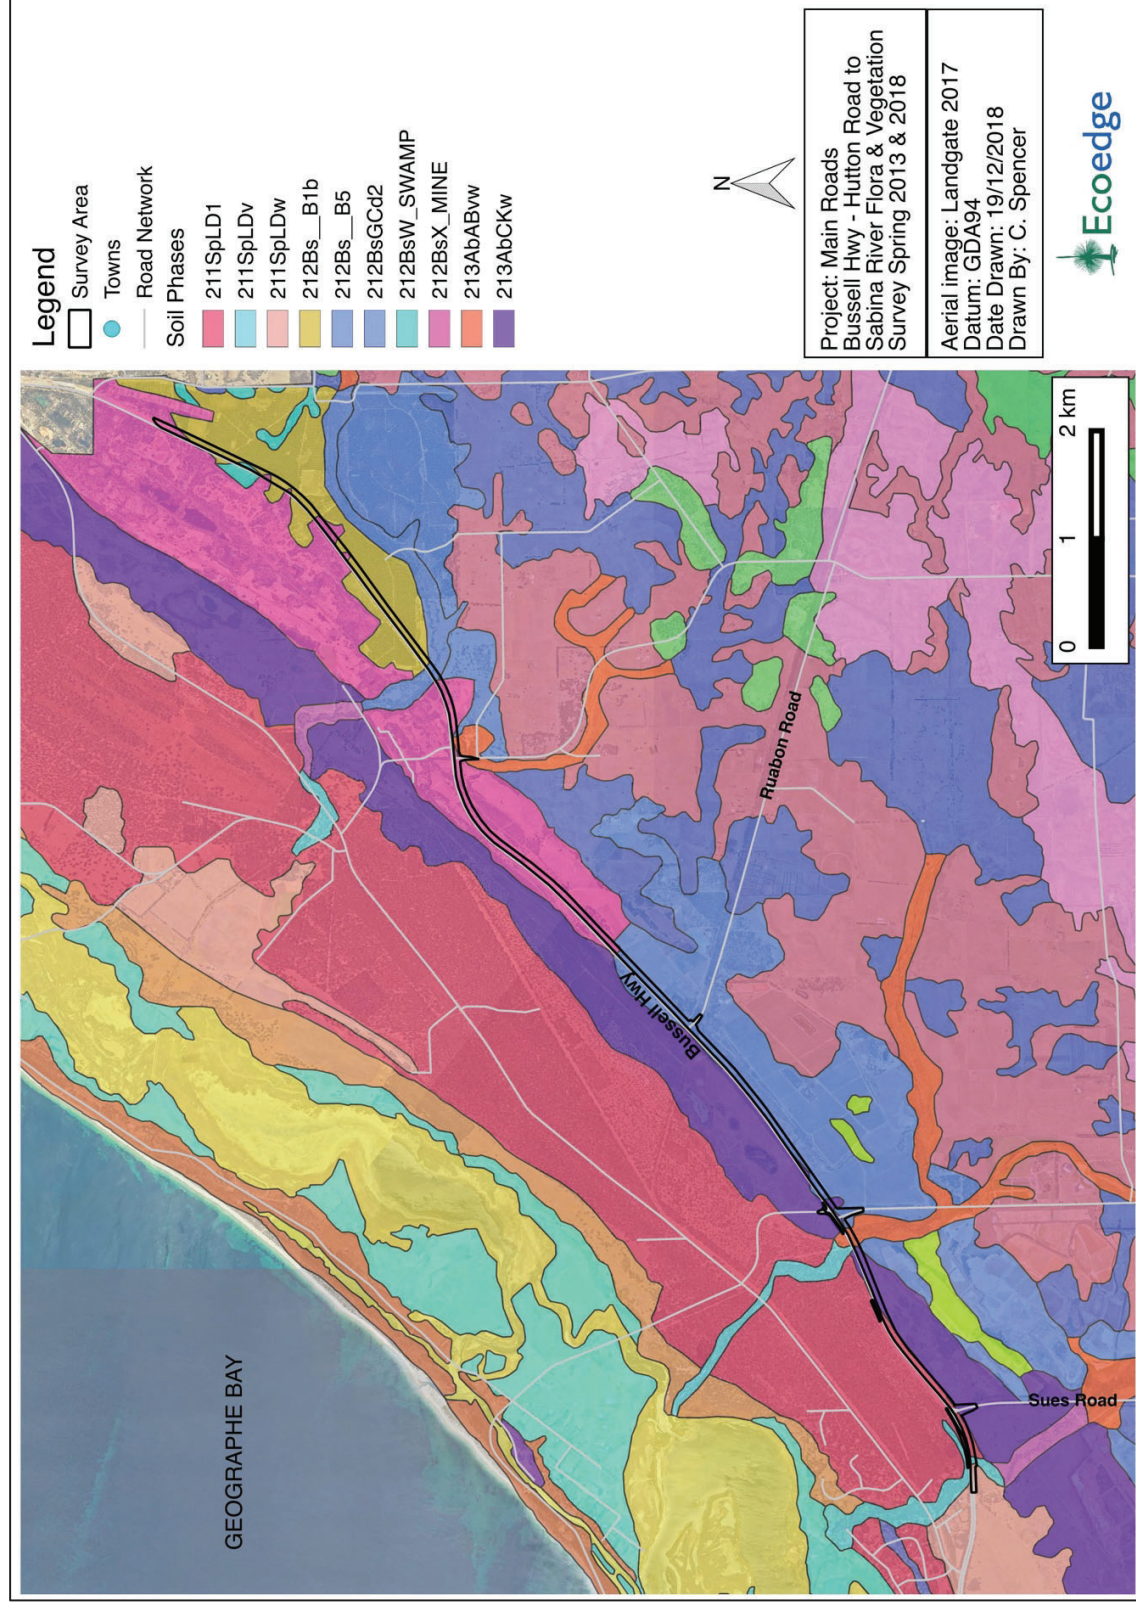 Legend
Survey Area
Towns
Road Network
Soil Phases
211SpLD1
211SpLDv
211SpLDw
212Bs__B1b
212Bs__B5
212BsGCd2
212BsW_SWAMP
212BsX_MINE
213AbABvw
213AbCKw
N
Project: Main Roads
Bussell Hwy - Hutton Road to
Sabina River Flora & Vegetation
Survey Spring 2013 & 2018
Aerial image: Landgate 2017
Datum: GDA94
Date Drawn: 19/12/2018
Drawn By: C. Spencer
Ecoedge
GEOGRAPHE BAY
Bussell Hwy
Ruabon Road
Sues Road
0 1 2 km